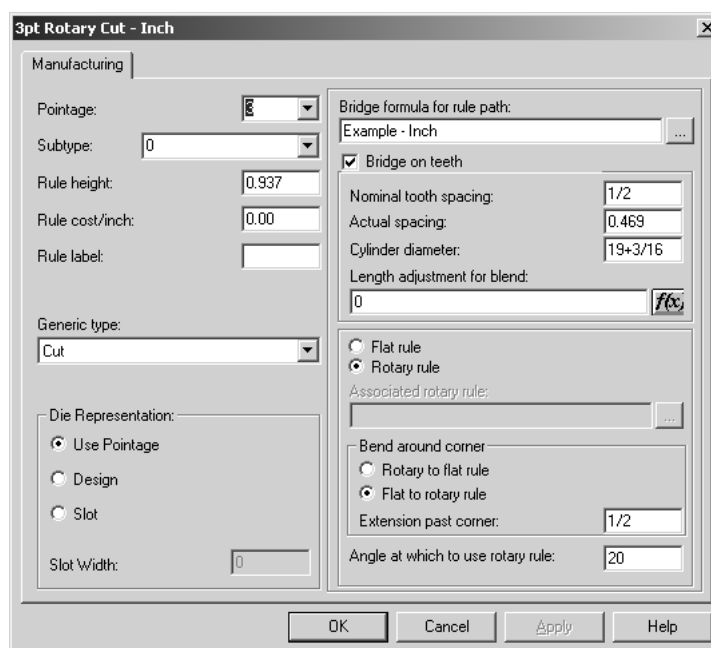 3pt Rotary Cut - Inch
Manufacturing
Pointage: 3
Subtype: 0
Rule height: 0.937
Rule cost/inch: 0.00
Rule label:
Generic type:
Cut
Die Representation:
Use Pointage
Design
Slot
Slot Width: 0
Bridge formula for rule path:
Example - Inch ...
Bridge on teeth
Nominal tooth spacing: 1/2
Actual spacing: 0.469
Cylinder diameter: 19+3/16
Length adjustment for blend:
0 f(x)
Flat rule
Rotary rule
Associated rotary rule:
...
Bend around corner
Rotary to flat rule
Flat to rotary rule
Extension past corner: 1/2
Angle at which to use rotary rule: 20
OK Cancel Apply Help